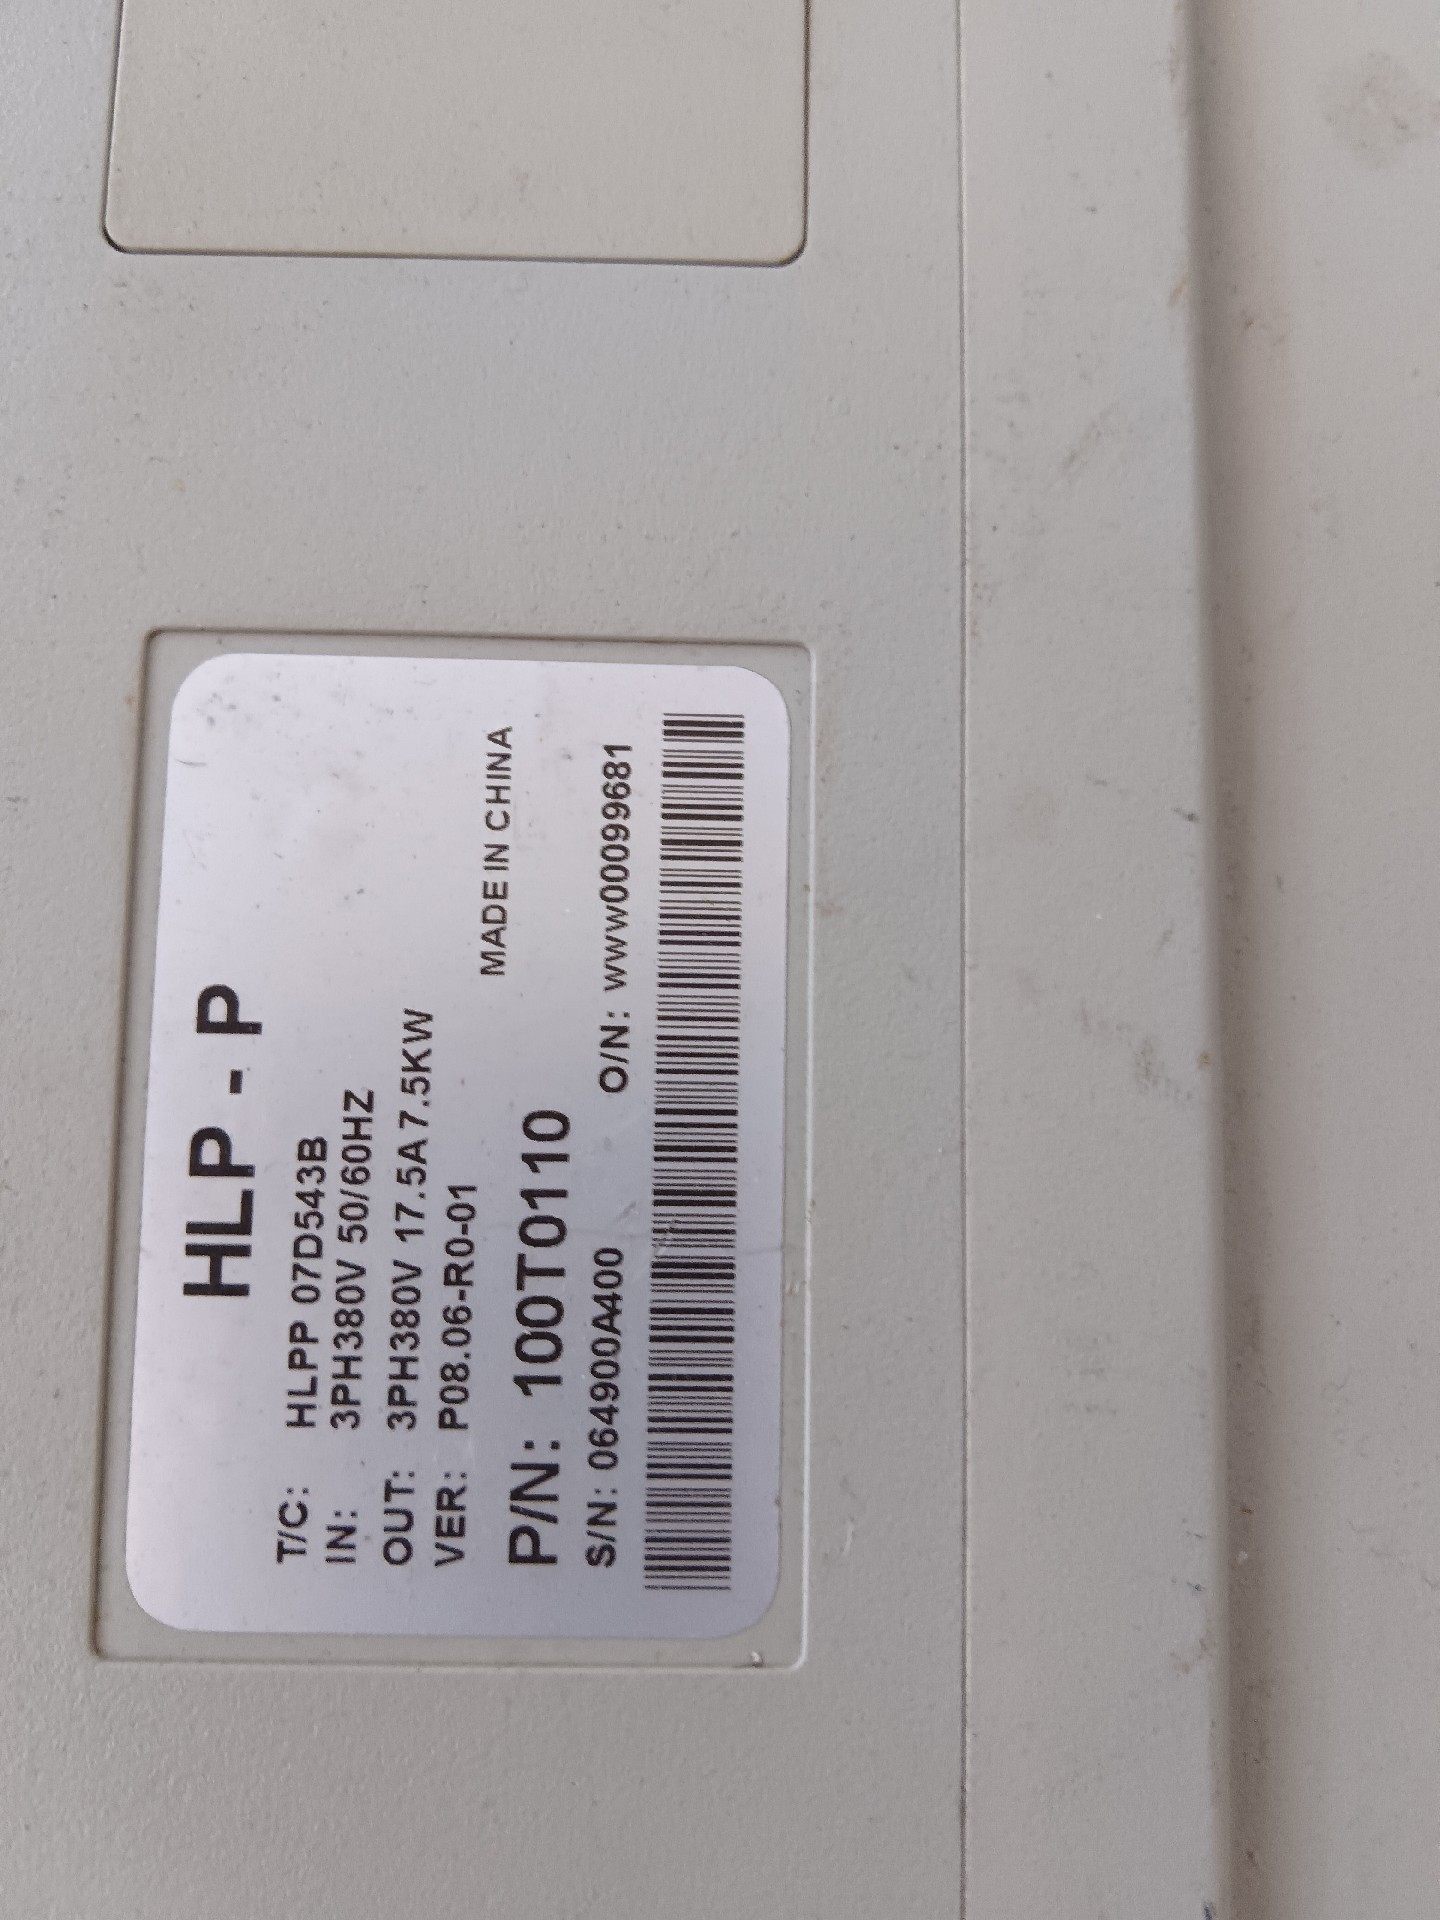 HLP - P
T/C: HLPP 07D543B
IN: 3PH380V 50/60HZ
OUT: 3PH380V 17.5A 7.5KW
VER: P08.06-R0-01
MADE IN CHINA
P/N: 100T0110
S/N: 064900A400 O/N: www0099681